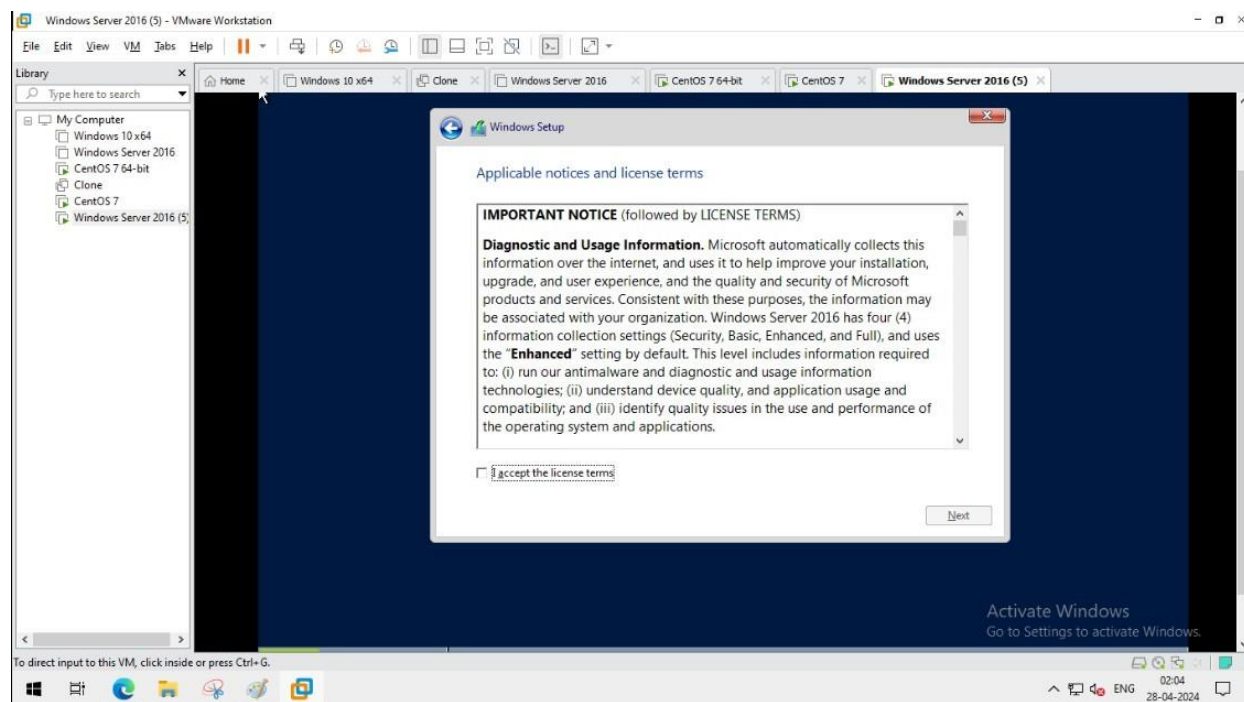 Windows Server 2016 (5) - VMware Workstation
File Edit View VM Tabs Help
Library
Type here to search
Home
Windows 10 x64
Clone
Windows Server 2016
CentOS 7 64-bit
CentOS 7
Windows Server 2016 (5)
My Computer
Windows 10 x64
Windows Server 2016
CentOS 7 64-bit
Clone
CentOS 7
Windows Server 2016 (5)
Windows Setup
Applicable notices and license terms
IMPORTANT NOTICE (followed by LICENSE TERMS)
Diagnostic and Usage Information. Microsoft automatically collects this
information over the internet, and uses it to help improve your installation,
upgrade, and user experience, and the quality and security of Microsoft
products and services. Consistent with these purposes, the information may
be associated with your organization. Windows Server 2016 has four (4)
information collection settings (Security, Basic, Enhanced, and Full), and uses
the “Enhanced” setting by default. This level includes information required
to: (i) run our antimalware and diagnostic and usage information
technologies; (ii) understand device quality, and application usage and
compatibility; and (iii) identify quality issues in the use and performance of
the operating system and applications.
I accept the license terms
Next
Activate Windows
Go to Settings to activate Windows.
To direct input to this VM, click inside or press Ctrl+G.
ENG
02:04
28-04-2024